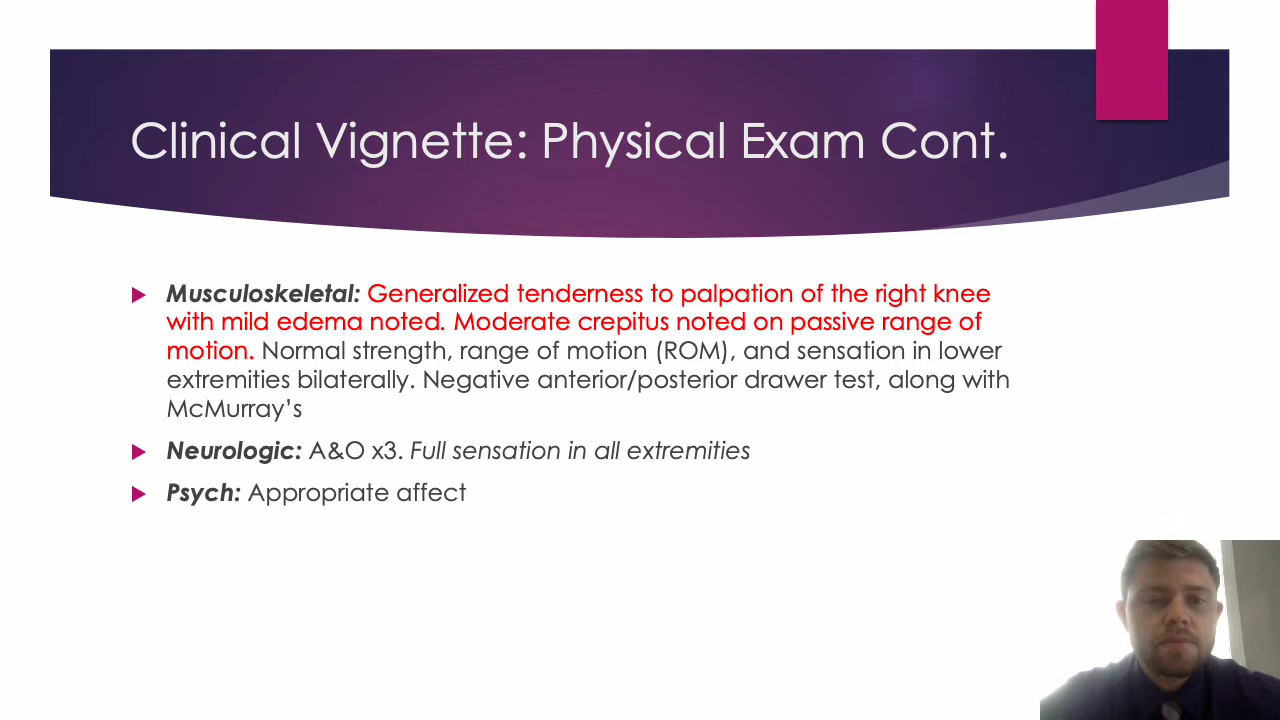 Clinical Vignette: Physical Exam Cont.
Musculoskeletal: Generalized tenderness to palpation of the right knee
with mild edema noted. Moderate crepitus noted on passive range of
motion. Normal strength, range of motion (ROM), and sensation in lower
extremities bilaterally. Negative anterior/posterior drawer test, along with
McMurray’s
Neurologic: A&O x3. Full sensation in all extremities
Psych: Appropriate affect